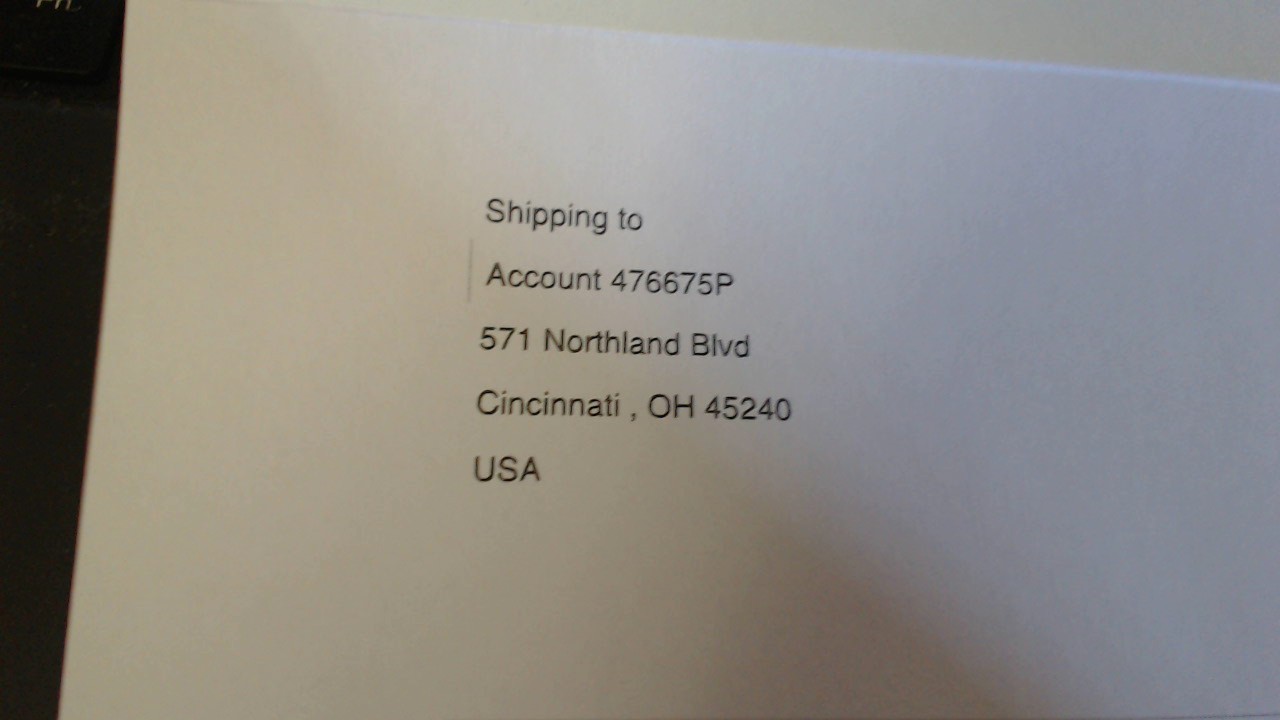 Shipping to
Account 476675P
571 Northland Blvd
Cincinnati , OH 45240
USA